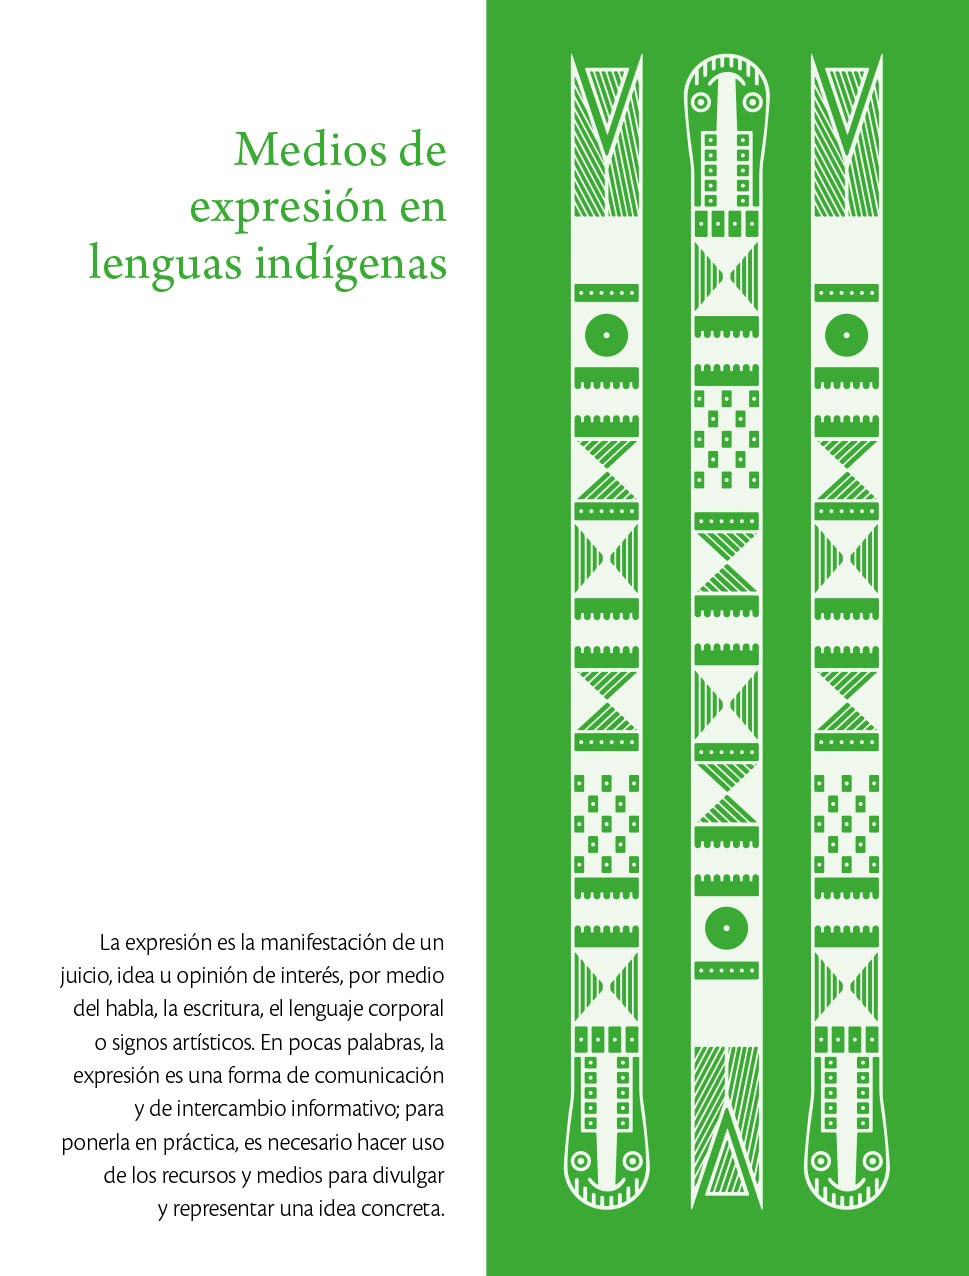 Medios de
expresión en
lenguas indígenas
La expresión es la manifestación de un
juicio, idea u opinión de interés, por medio
del habla, la escritura, el lenguaje corporal
o signos artísticos. En pocas palabras, la
expresión es una forma de comunicación
y de intercambio informativo; para
ponerla en práctica, es necesario hacer uso
de los recursos y medios para divulgar
y representar una idea concreta.